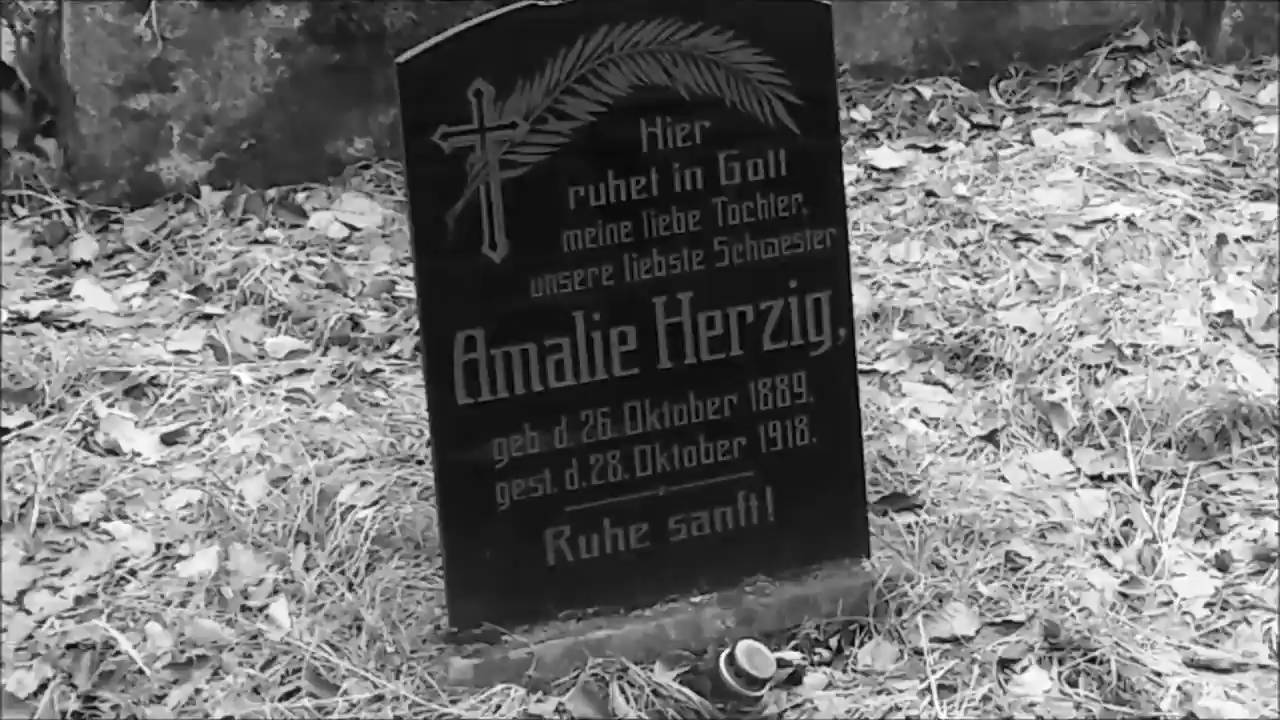 Hier
ruhet in Gott
meine liebe Tochter,
unsere liebste Schwester
Amalie Herzig,
geb. d. 26. Oktober 1889.
gest. d. 28. Oktober 1918.
Ruhe sanft!